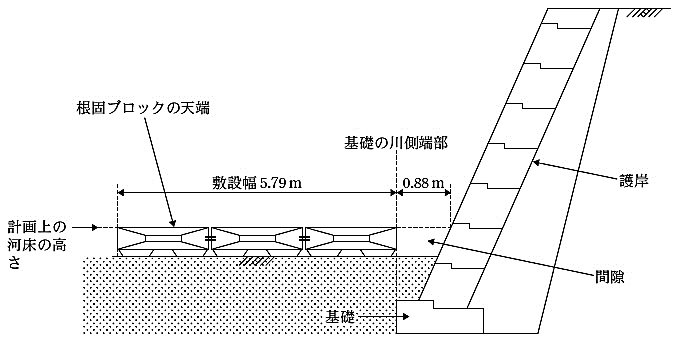 根固ブロックの天端
基礎の川側端部
敷設幅 5.79 m
0.88 m
護岸
計画上の
河床の高
さ
間隙
基礎